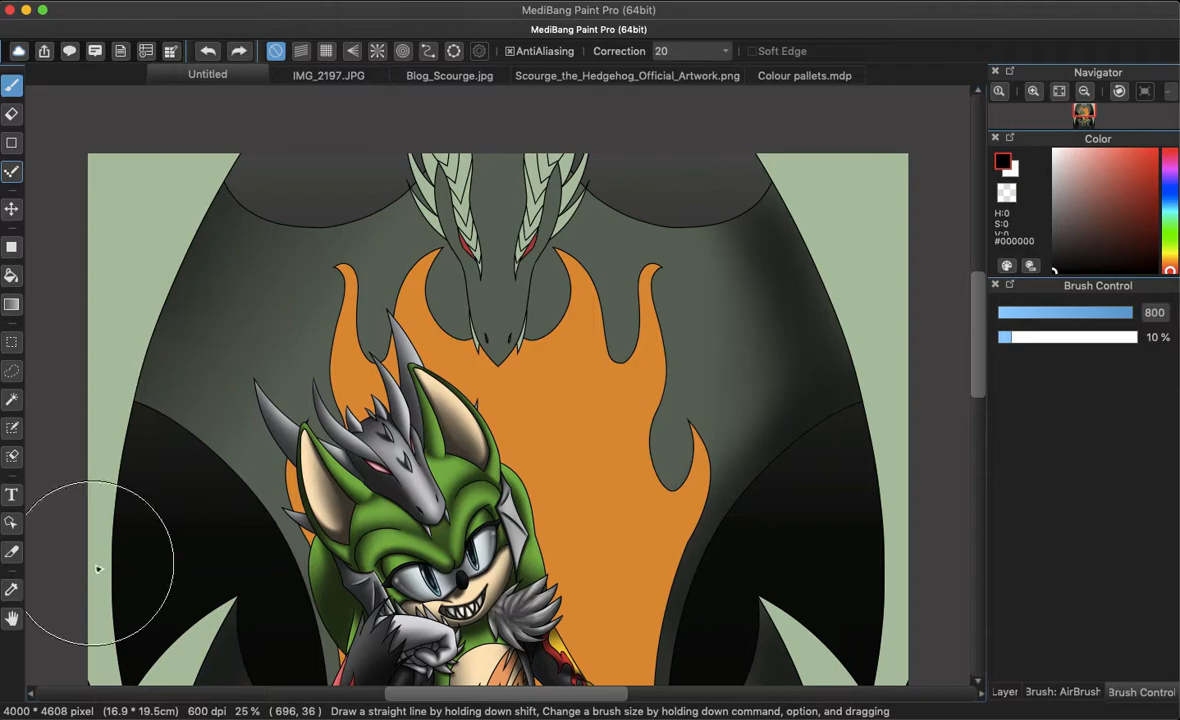 MediBang Paint Pro (64bit)
MediBang Paint Pro (64bit)
AntiAliasing Correction 20 Soft Edge
Untitled IMG_2197.JPG Blog_Scourge.jpg Scourge_the_Hedgehog_Official_Artwork.png Colour pallets.mdp
Navigator
Color
H:0
S:0
V:0
#000000
Brush Control
800
10 %
T
Layer Brush: AirBrush Brush Control
4000 * 4608 pixel (16.9 * 19.5cm) 600 dpi 25 % ( 696, 36 ) Draw a straight line by holding down shift, Change a brush size by holding down command, option, and dragging